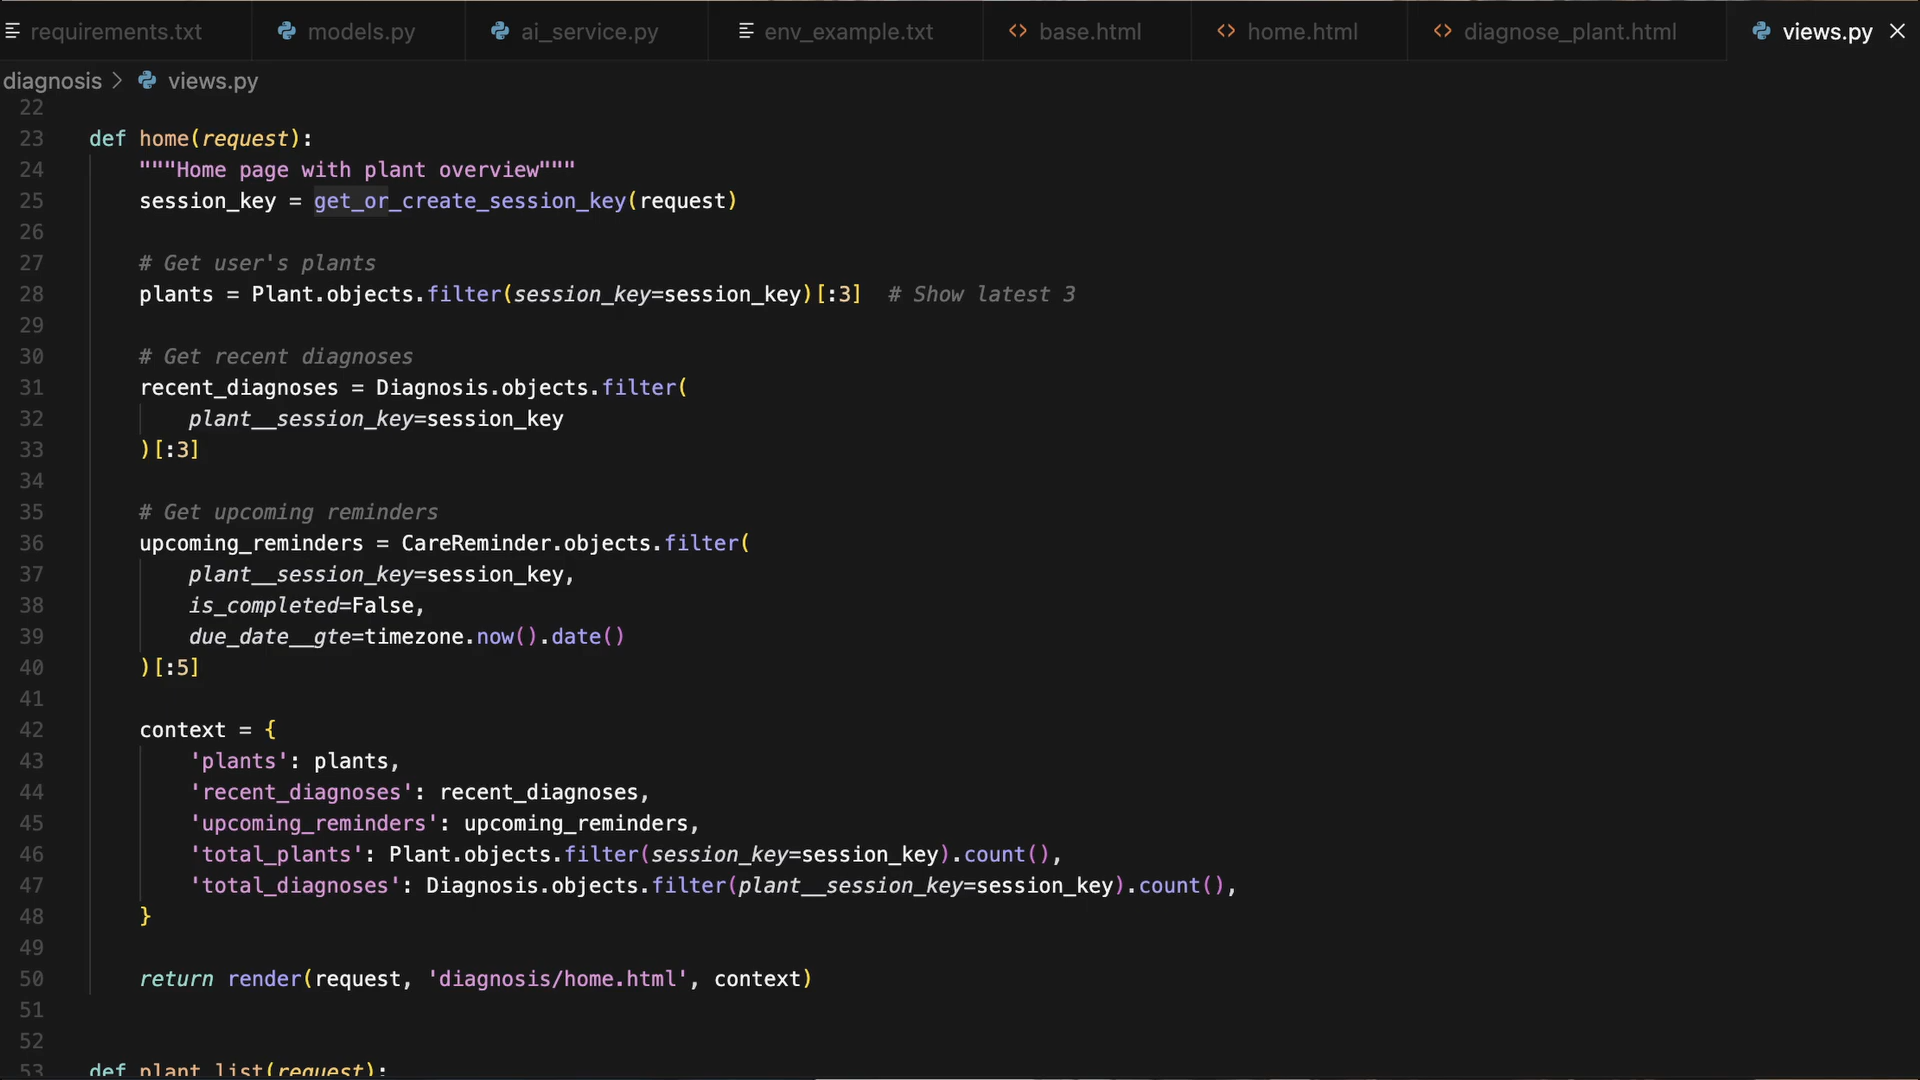 requirements.txt models.py ai_service.py env_example.txt base.html home.html diagnose_plant.html views.py
diagnosis > views.py
22
23 def home(request):
24 """Home page with plant overview"""
25 session_key = get_or_create_session_key(request)
26
27 # Get user's plants
28 plants = Plant.objects.filter(session_key=session_key)[:3] # Show latest 3
29
30 # Get recent diagnoses
31 recent_diagnoses = Diagnosis.objects.filter(
32 plant__session_key=session_key
33 )[:3]
34
35 # Get upcoming reminders
36 upcoming_reminders = CareReminder.objects.filter(
37 plant__session_key=session_key,
38 is_completed=False,
39 due_date__gte=timezone.now().date()
40 )[:5]
41
42 context = {
43 'plants': plants,
44 'recent_diagnoses': recent_diagnoses,
45 'upcoming_reminders': upcoming_reminders,
46 'total_plants': Plant.objects.filter(session_key=session_key).count(),
47 'total_diagnoses': Diagnosis.objects.filter(plant__session_key=session_key).count(),
48 }
49
50 return render(request, 'diagnosis/home.html', context)
51
52
53 def plant_list(request):